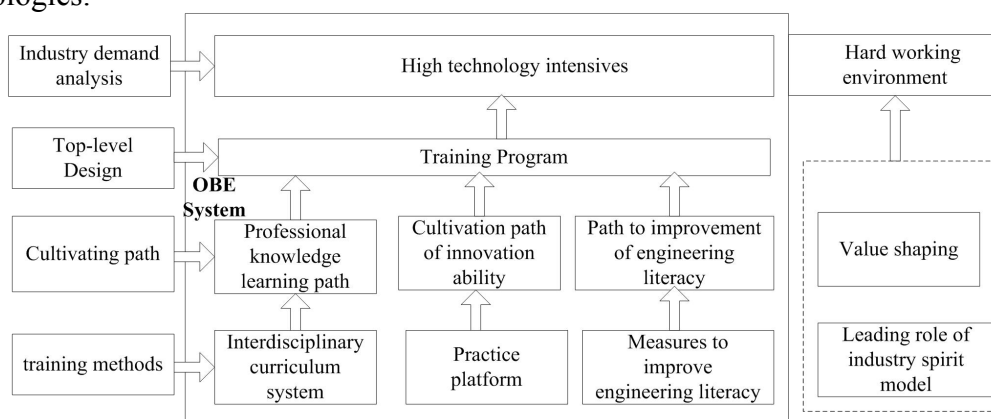 ologies.
Industry demand
analysis
High technology intensives
Hard working
environment
Top-level
Design
Training Program
OBE
System
Cultivating path
Professional
knowledge
learning path
Cultivation path
of innovation
ability
Path to improvement
of engineering
literacy
Value shaping
training methods
Interdisciplinary
curriculum
system
Practice
platform
Measures to
improve
engineering literacy
Leading role of
industry spirit
model